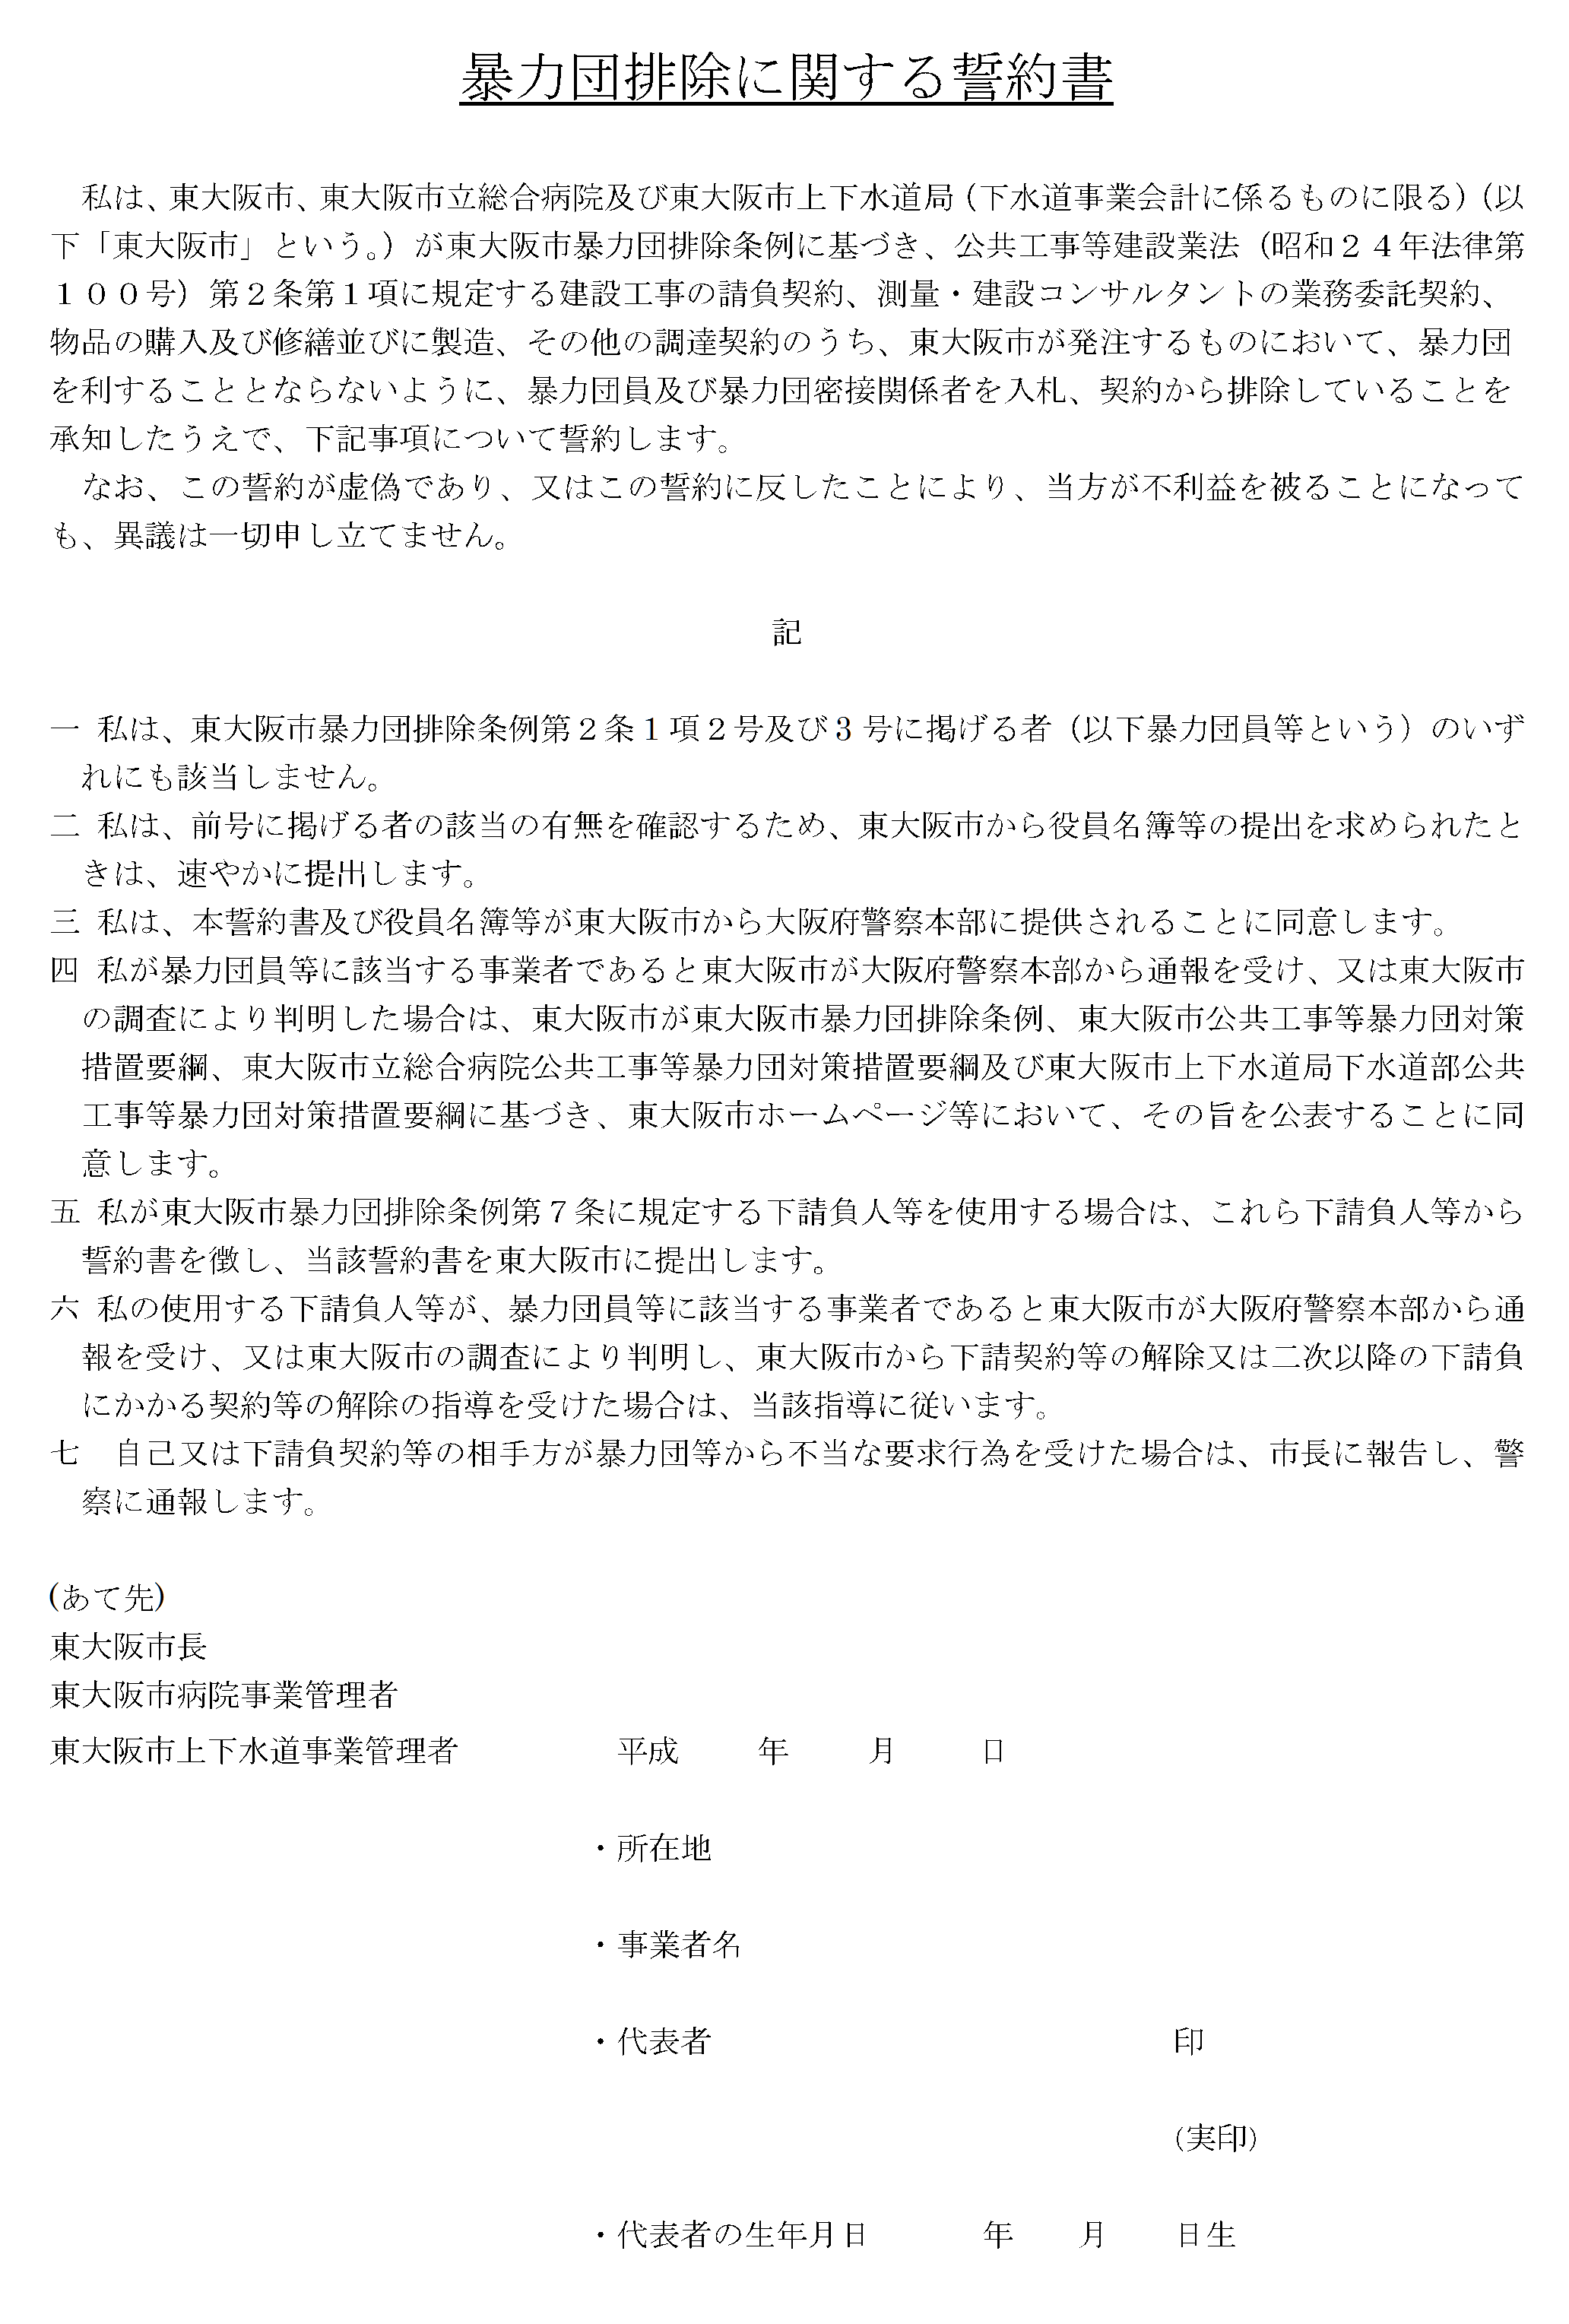 暴力団排除に関する誓約書
私は、東大阪市、東大阪市立総合病院及び東大阪市上下水道局（下水道事業会計に係るものに限る）（以
下「東大阪市」という。）が東大阪市暴力団排除条例に基づき、公共工事等建設業法（昭和２４年法律第
１００号）第２条第１項に規定する建設工事の請負契約、測量・建設コンサルタントの業務委託契約、
物品の購入及び修繕並びに製造、その他の調達契約のうち、東大阪市が発注するものにおいて、暴力団
を利することとならないように、暴力団員及び暴力団密接関係者を入札、契約から排除していることを
承知したうえで、下記事項について誓約します。
なお、この誓約が虚偽であり、又はこの誓約に反したことにより、当方が不利益を被ることになって
も、異議は一切申し立てません。
記
一 私は、東大阪市暴力団排除条例第２条１項２号及び３号に掲げる者（以下暴力団員等という）のいず
れにも該当しません。
二 私は、前号に掲げる者の該当の有無を確認するため、東大阪市から役員名簿等の提出を求められたと
きは、速やかに提出します。
三 私は、本誓約書及び役員名簿等が東大阪市から大阪府警察本部に提供されることに同意します。
四 私が暴力団員等に該当する事業者であると東大阪市が大阪府警察本部から通報を受け、又は東大阪市
の調査により判明した場合は、東大阪市が東大阪市暴力団排除条例、東大阪市公共工事等暴力団対策
措置要綱、東大阪市立総合病院公共工事等暴力団対策措置要綱及び東大阪市上下水道局下水道部公共
工事等暴力団対策措置要綱に基づき、東大阪市ホームページ等において、その旨を公表することに同
意します。
五 私が東大阪市暴力団排除条例第７条に規定する下請負人等を使用する場合は、これら下請負人等から
誓約書を徴し、当該誓約書を東大阪市に提出します。
六 私の使用する下請負人等が、暴力団員等に該当する事業者であると東大阪市が大阪府警察本部から通
報を受け、又は東大阪市の調査により判明し、東大阪市から下請契約等の解除又は二次以降の下請負
にかかる契約等の解除の指導を受けた場合は、当該指導に従います。
七　自己又は下請負契約等の相手方が暴力団等から不当な要求行為を受けた場合は、市長に報告し、警
察に通報します。
(あて先)
東大阪市長
東大阪市病院事業管理者
東大阪市上下水道事業管理者　平成　年　月　日
・所在地
・事業者名
・代表者　印
(実印)
・代表者の生年月日　年　月　日生